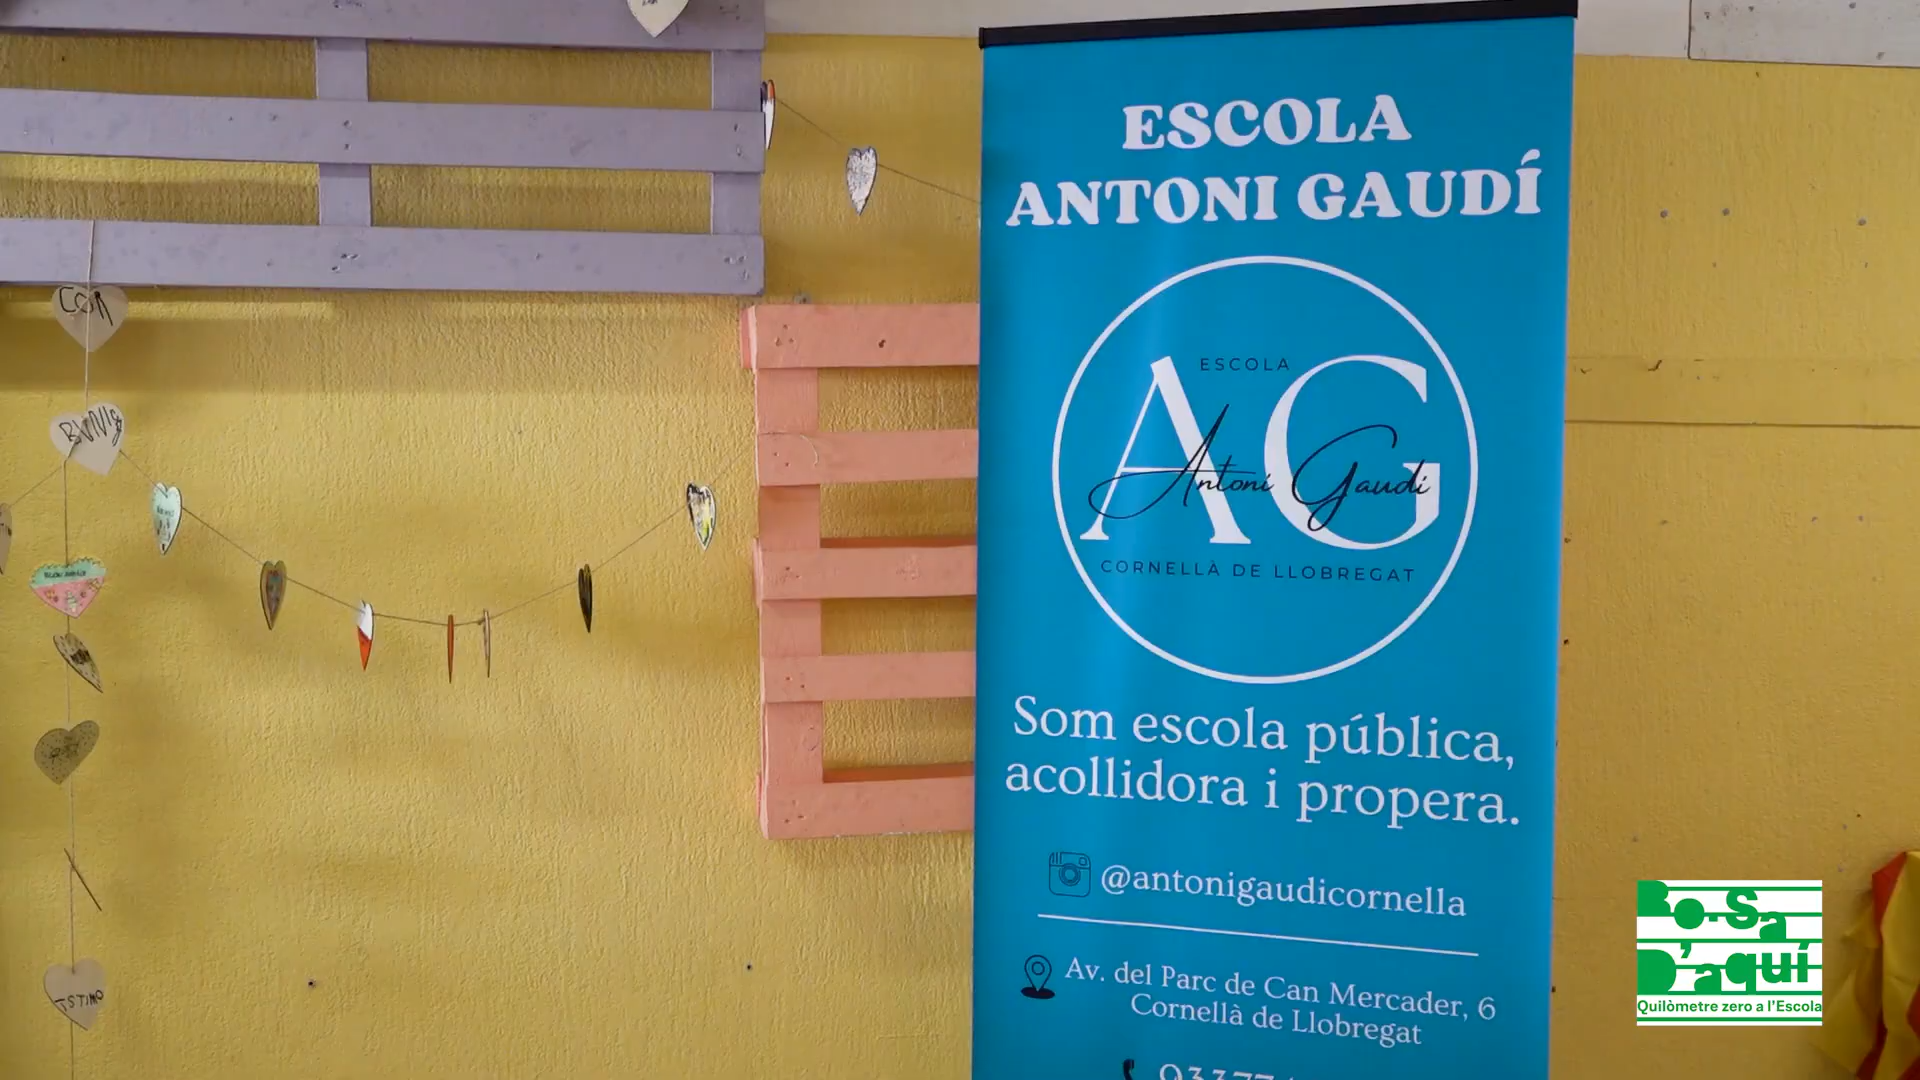 ESCOLA
ANTONI GAUDÍ
ESCOLA
AG
Antoni Gaudí
CORNELLÀ DE LLOBREGAT
Som escola pública,
acollidora i propera.
@antonigaudicornella
Av. del Parc de Can Mercader, 6
Cornellà de Llobregat
Bo.Sa
D'aquí
Quilòmetre zero a l'Escola